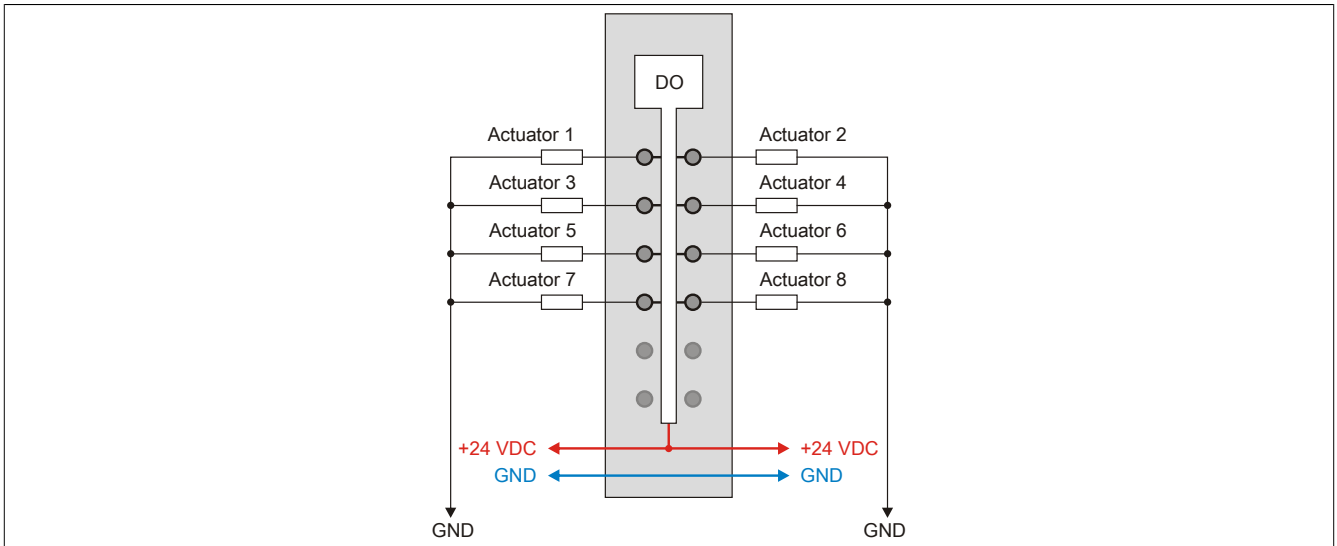 DO
Actuator 1
Actuator 2
Actuator 3
Actuator 4
Actuator 5
Actuator 6
Actuator 7
Actuator 8
+24 VDC
+24 VDC
GND
GND
GND
GND